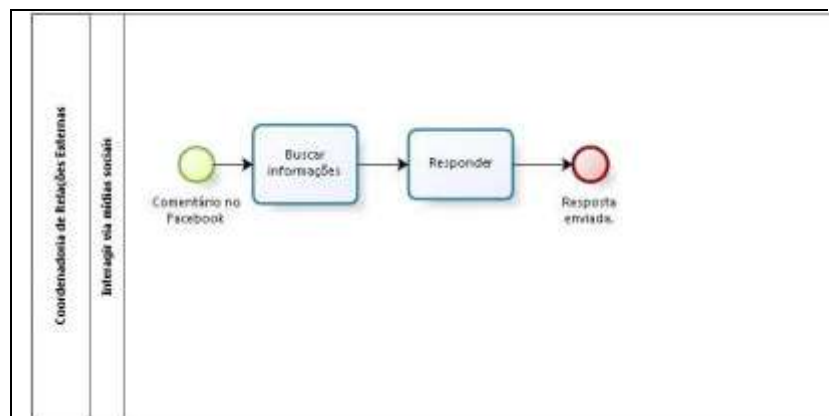 Coordenadoria de Relações Externas
Interagir via mídias sociais
Comentário no
Facebook
Buscar
informações
Responder
Resposta
enviada.